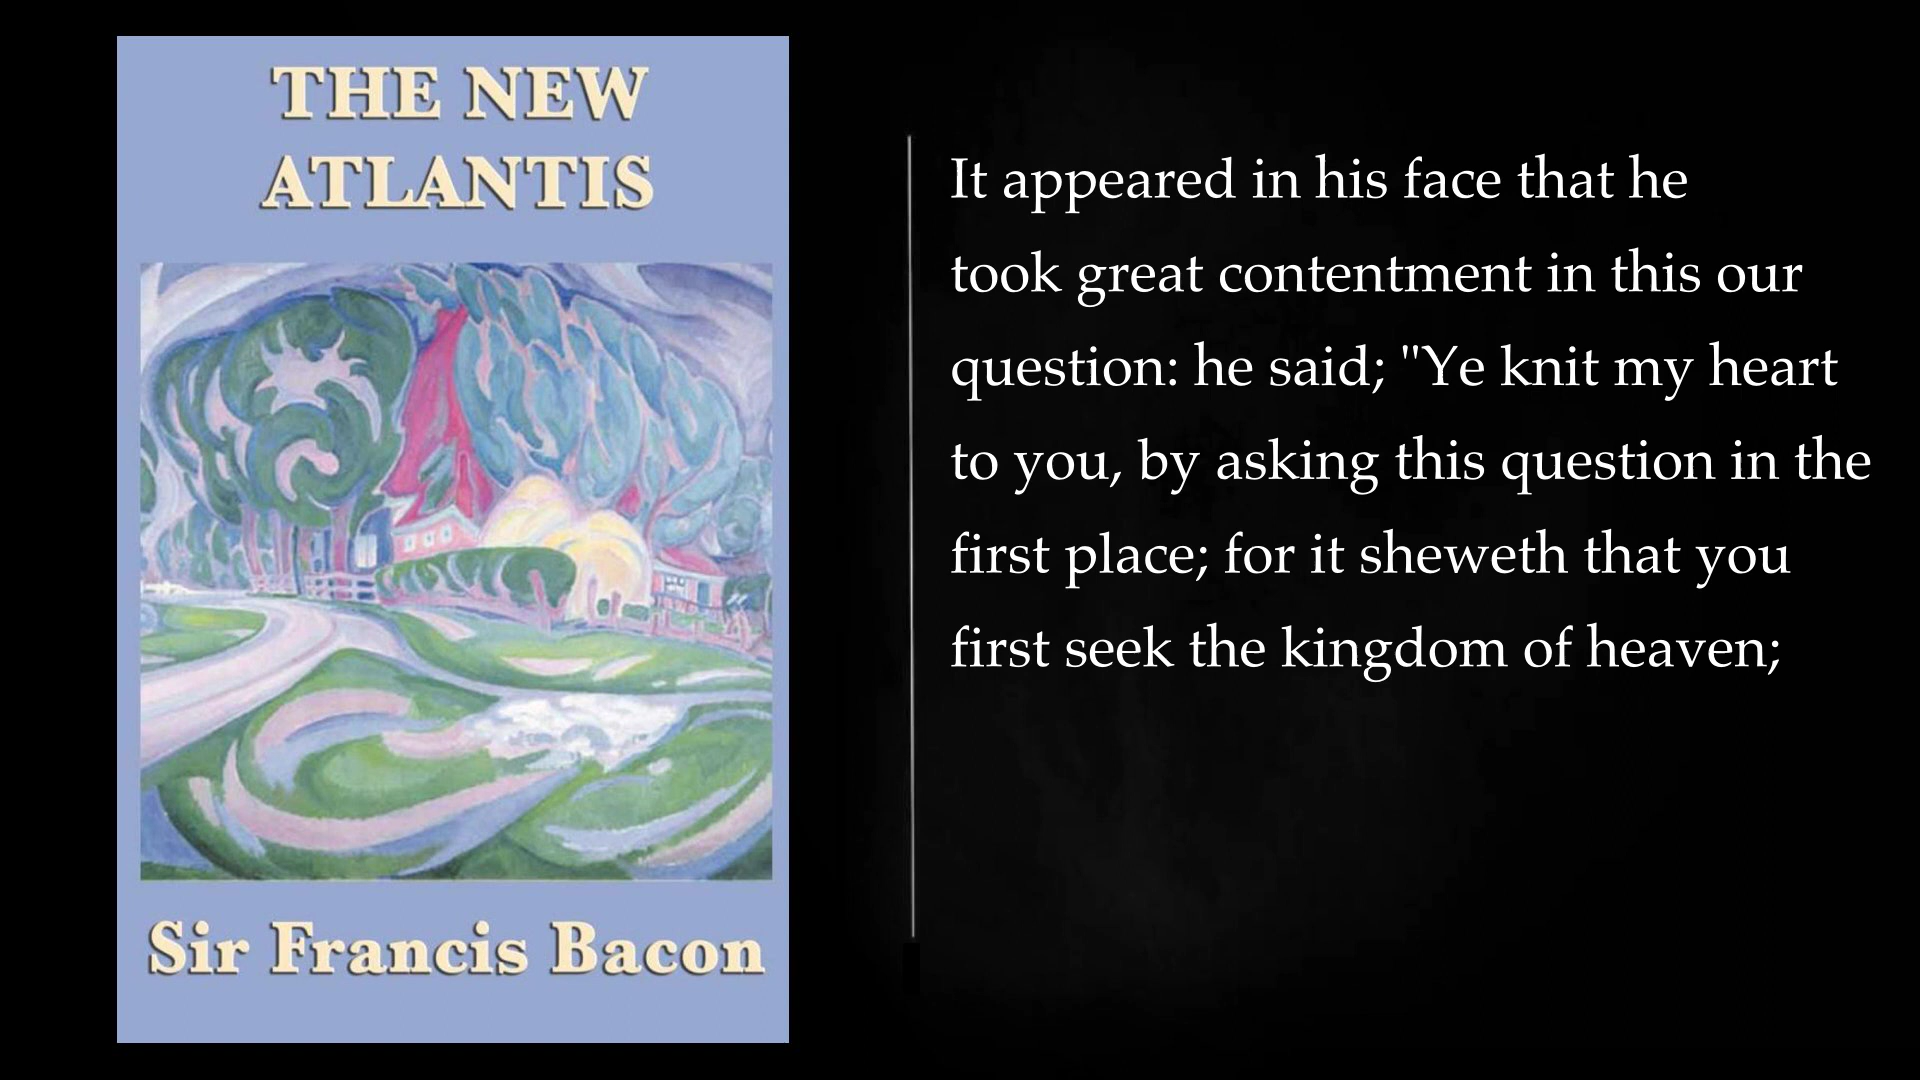 THE NEW
ATLANTIS
Sir Francis Bacon
It appeared in his face that he
took great contentment in this our
question: he said; "Ye knit my heart
to you, by asking this question in the
first place; for it sheweth that you
first seek the kingdom of heaven;